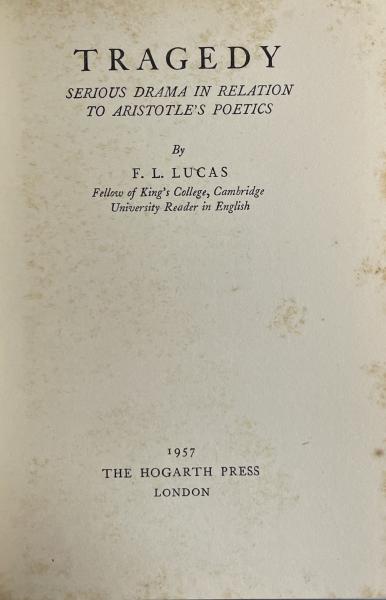 TRAGEDY
SERIOUS DRAMA IN RELATION
TO ARISTOTLE'S POETICS
By
F. L. LUCAS
Fellow of King's College, Cambridge
University Reader in English
1957
THE HOGARTH PRESS
LONDON